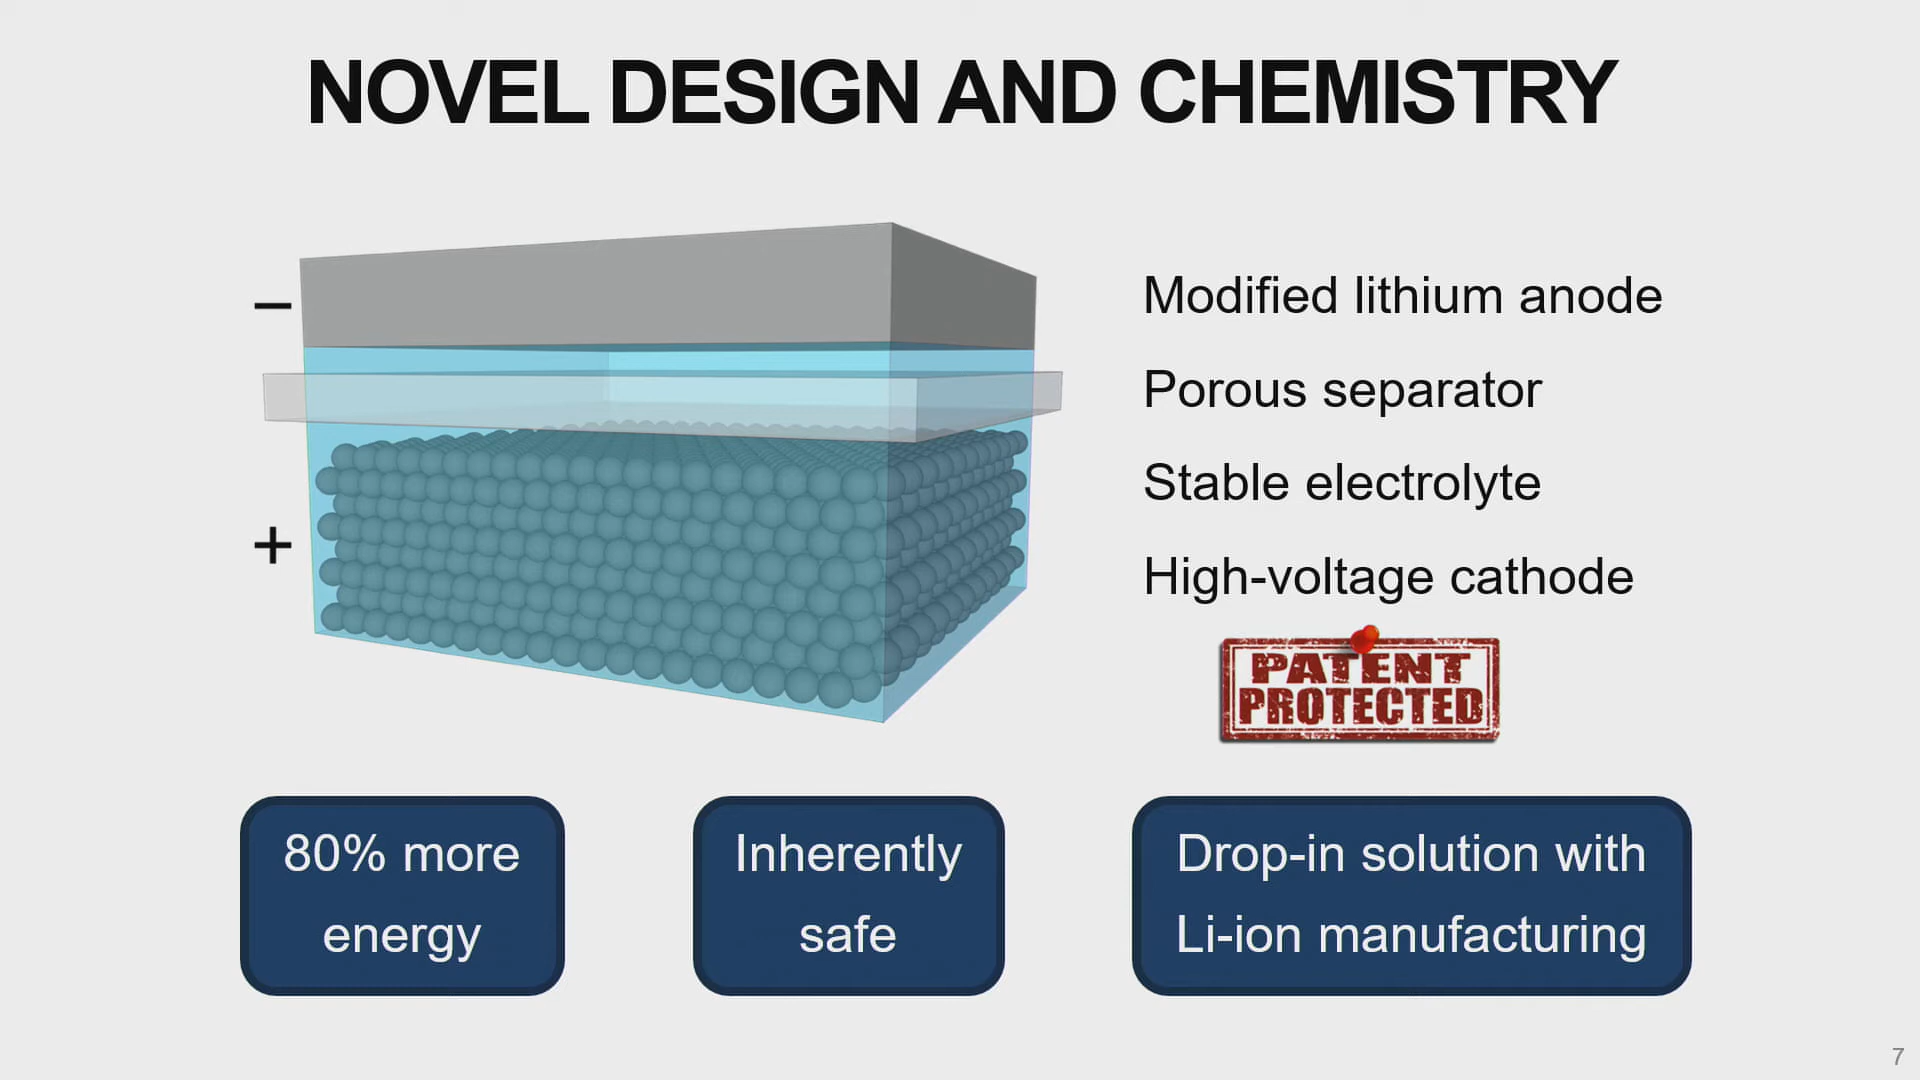 NOVEL DESIGN AND CHEMISTRY
−
+
Modified lithium anode
Porous separator
Stable electrolyte
High-voltage cathode
PATENT
PROTECTED
80% more
energy
Inherently
safe
Drop-in solution with
Li-ion manufacturing
7